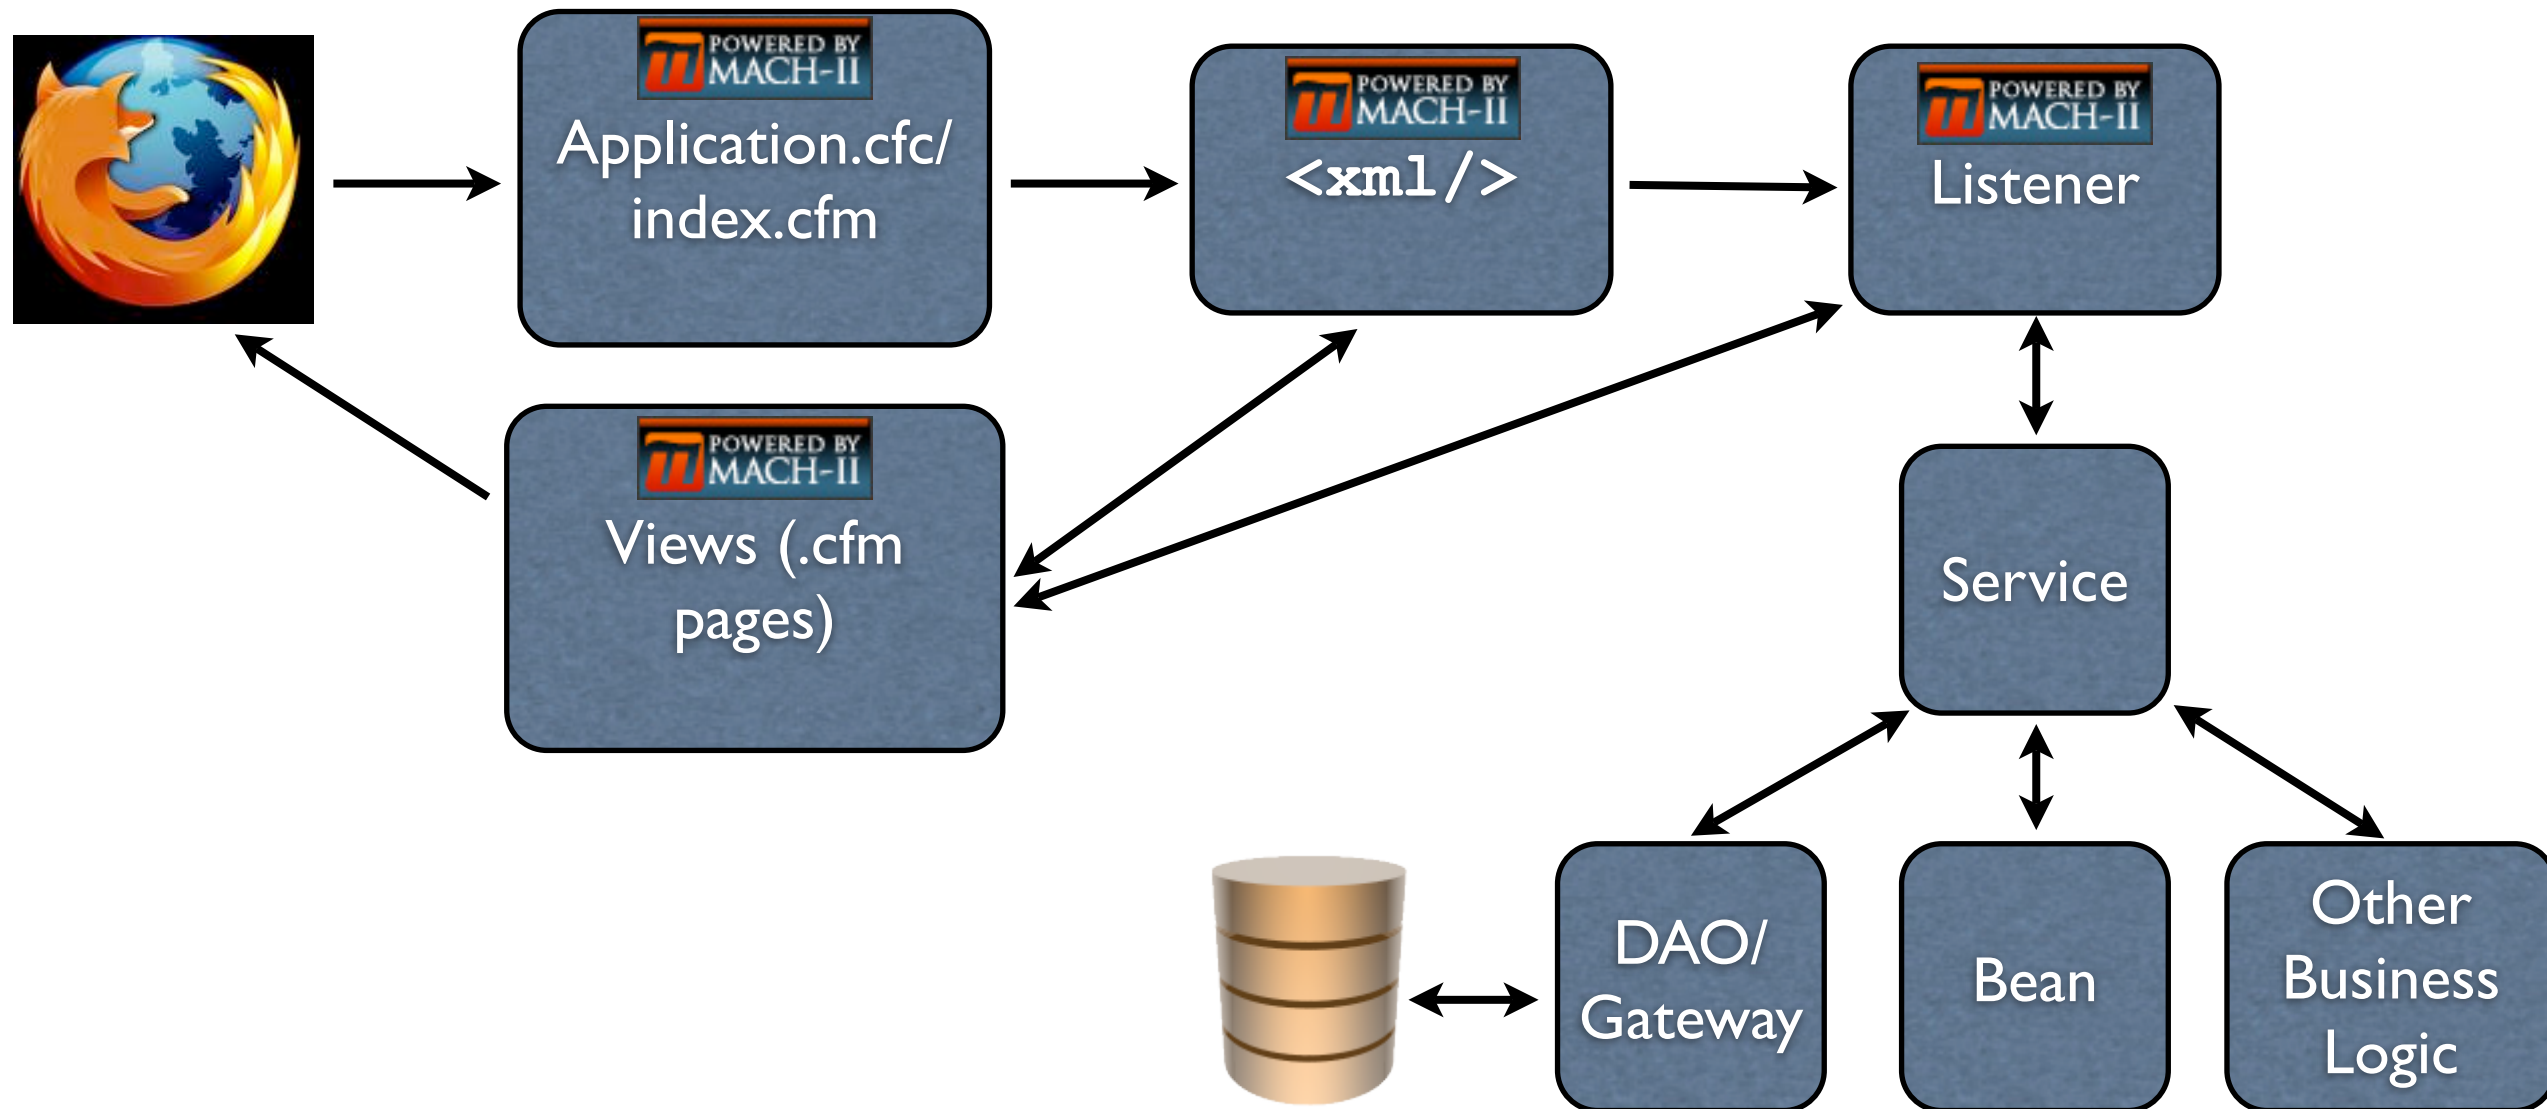 POWERED BY
MACH-II
Application.cfc/
index.cfm
POWERED BY
MACH-II
<xml/>
POWERED BY
MACH-II
Listener
POWERED BY
MACH-II
Views (.cfm
pages)
Service
DAO/
Gateway
Bean
Other
Business
Logic